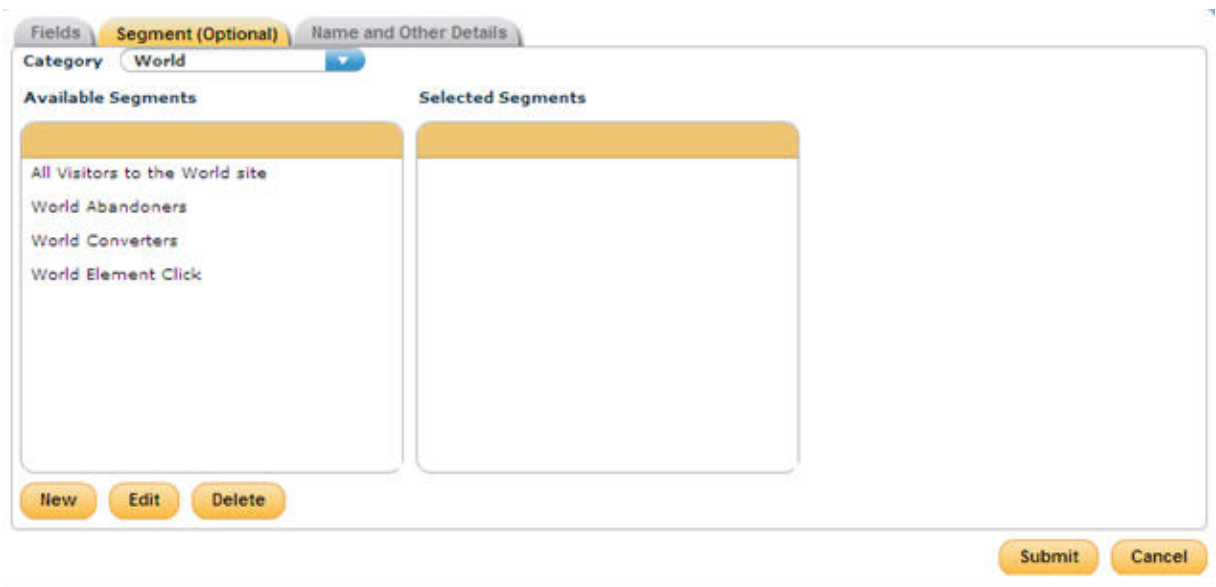 Fields Segment (Optional) Name and Other Details
Category World
Available Segments Selected Segments
All Visitors to the World site
World Abandoners
World Converters
World Element Click
New Edit Delete
Submit Cancel